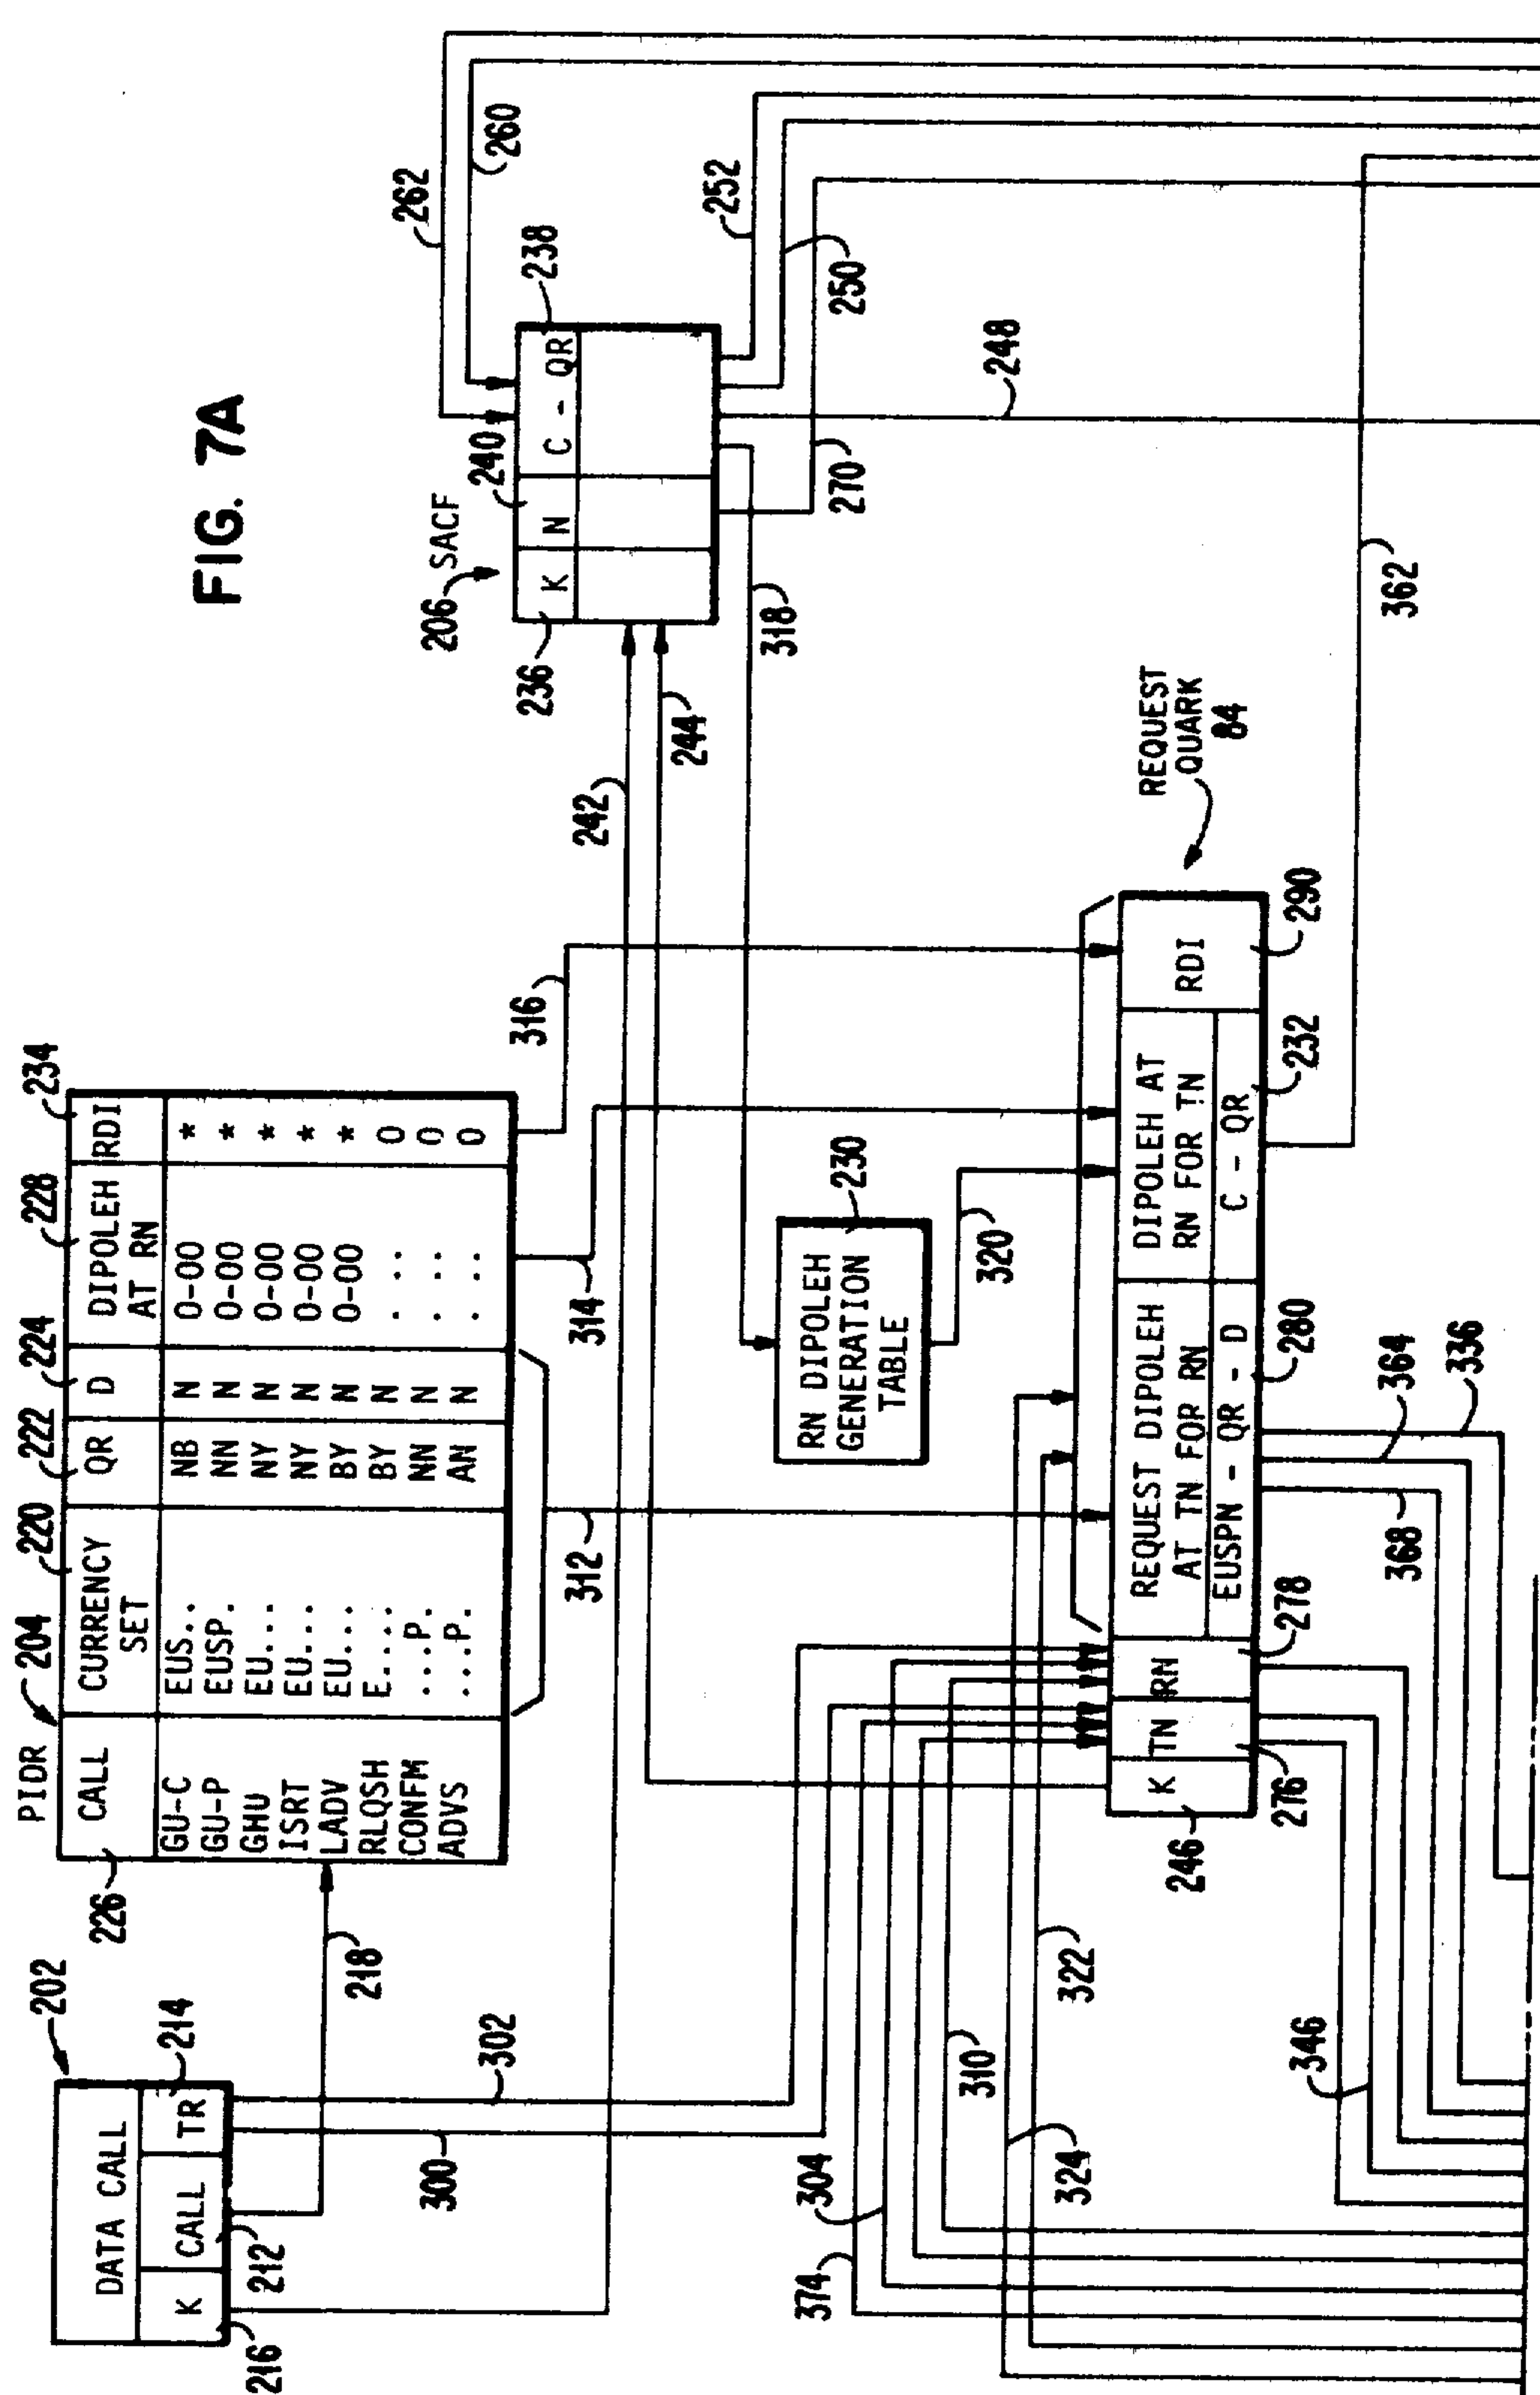 FIG. 7A
202
DATA CALL
K
CALL
TR
214
216
212
218
300
302
PIDR
204
220
222
224
228
234
CALL
CURRENCY SET
QR
D
DIPOLEH AT RN
RDI
GU-C EUS.. NB N 0-00 *
GU-P EUSP. NN N 0-00 *
GHU EU... NY N 0-00 *
ISRT EU... NY N 0-00 *
LADV EU... BY N 0-00 *
RLQSH E.... BY N . .. 0
CONFM ...P. NN N . .. 0
ADVS ...P. AN N . .. 0
226
312
314
316
206 SACF
236
240
238
K
N
C - QR
262
260
242
244
318
270
248
250
252
RN DIPOLEH
GENERATION
TABLE
230
320
REQUEST
QUARK
84
K
TN
RN
REQUEST DIPOLEH
AT TN FOR RN
EUSPN - QR - D
DIPOLEH AT
RN FOR TN
C - QR
RDI
246
276
278
280
232
290
374
304
324
310
322
346
368
364
336
362